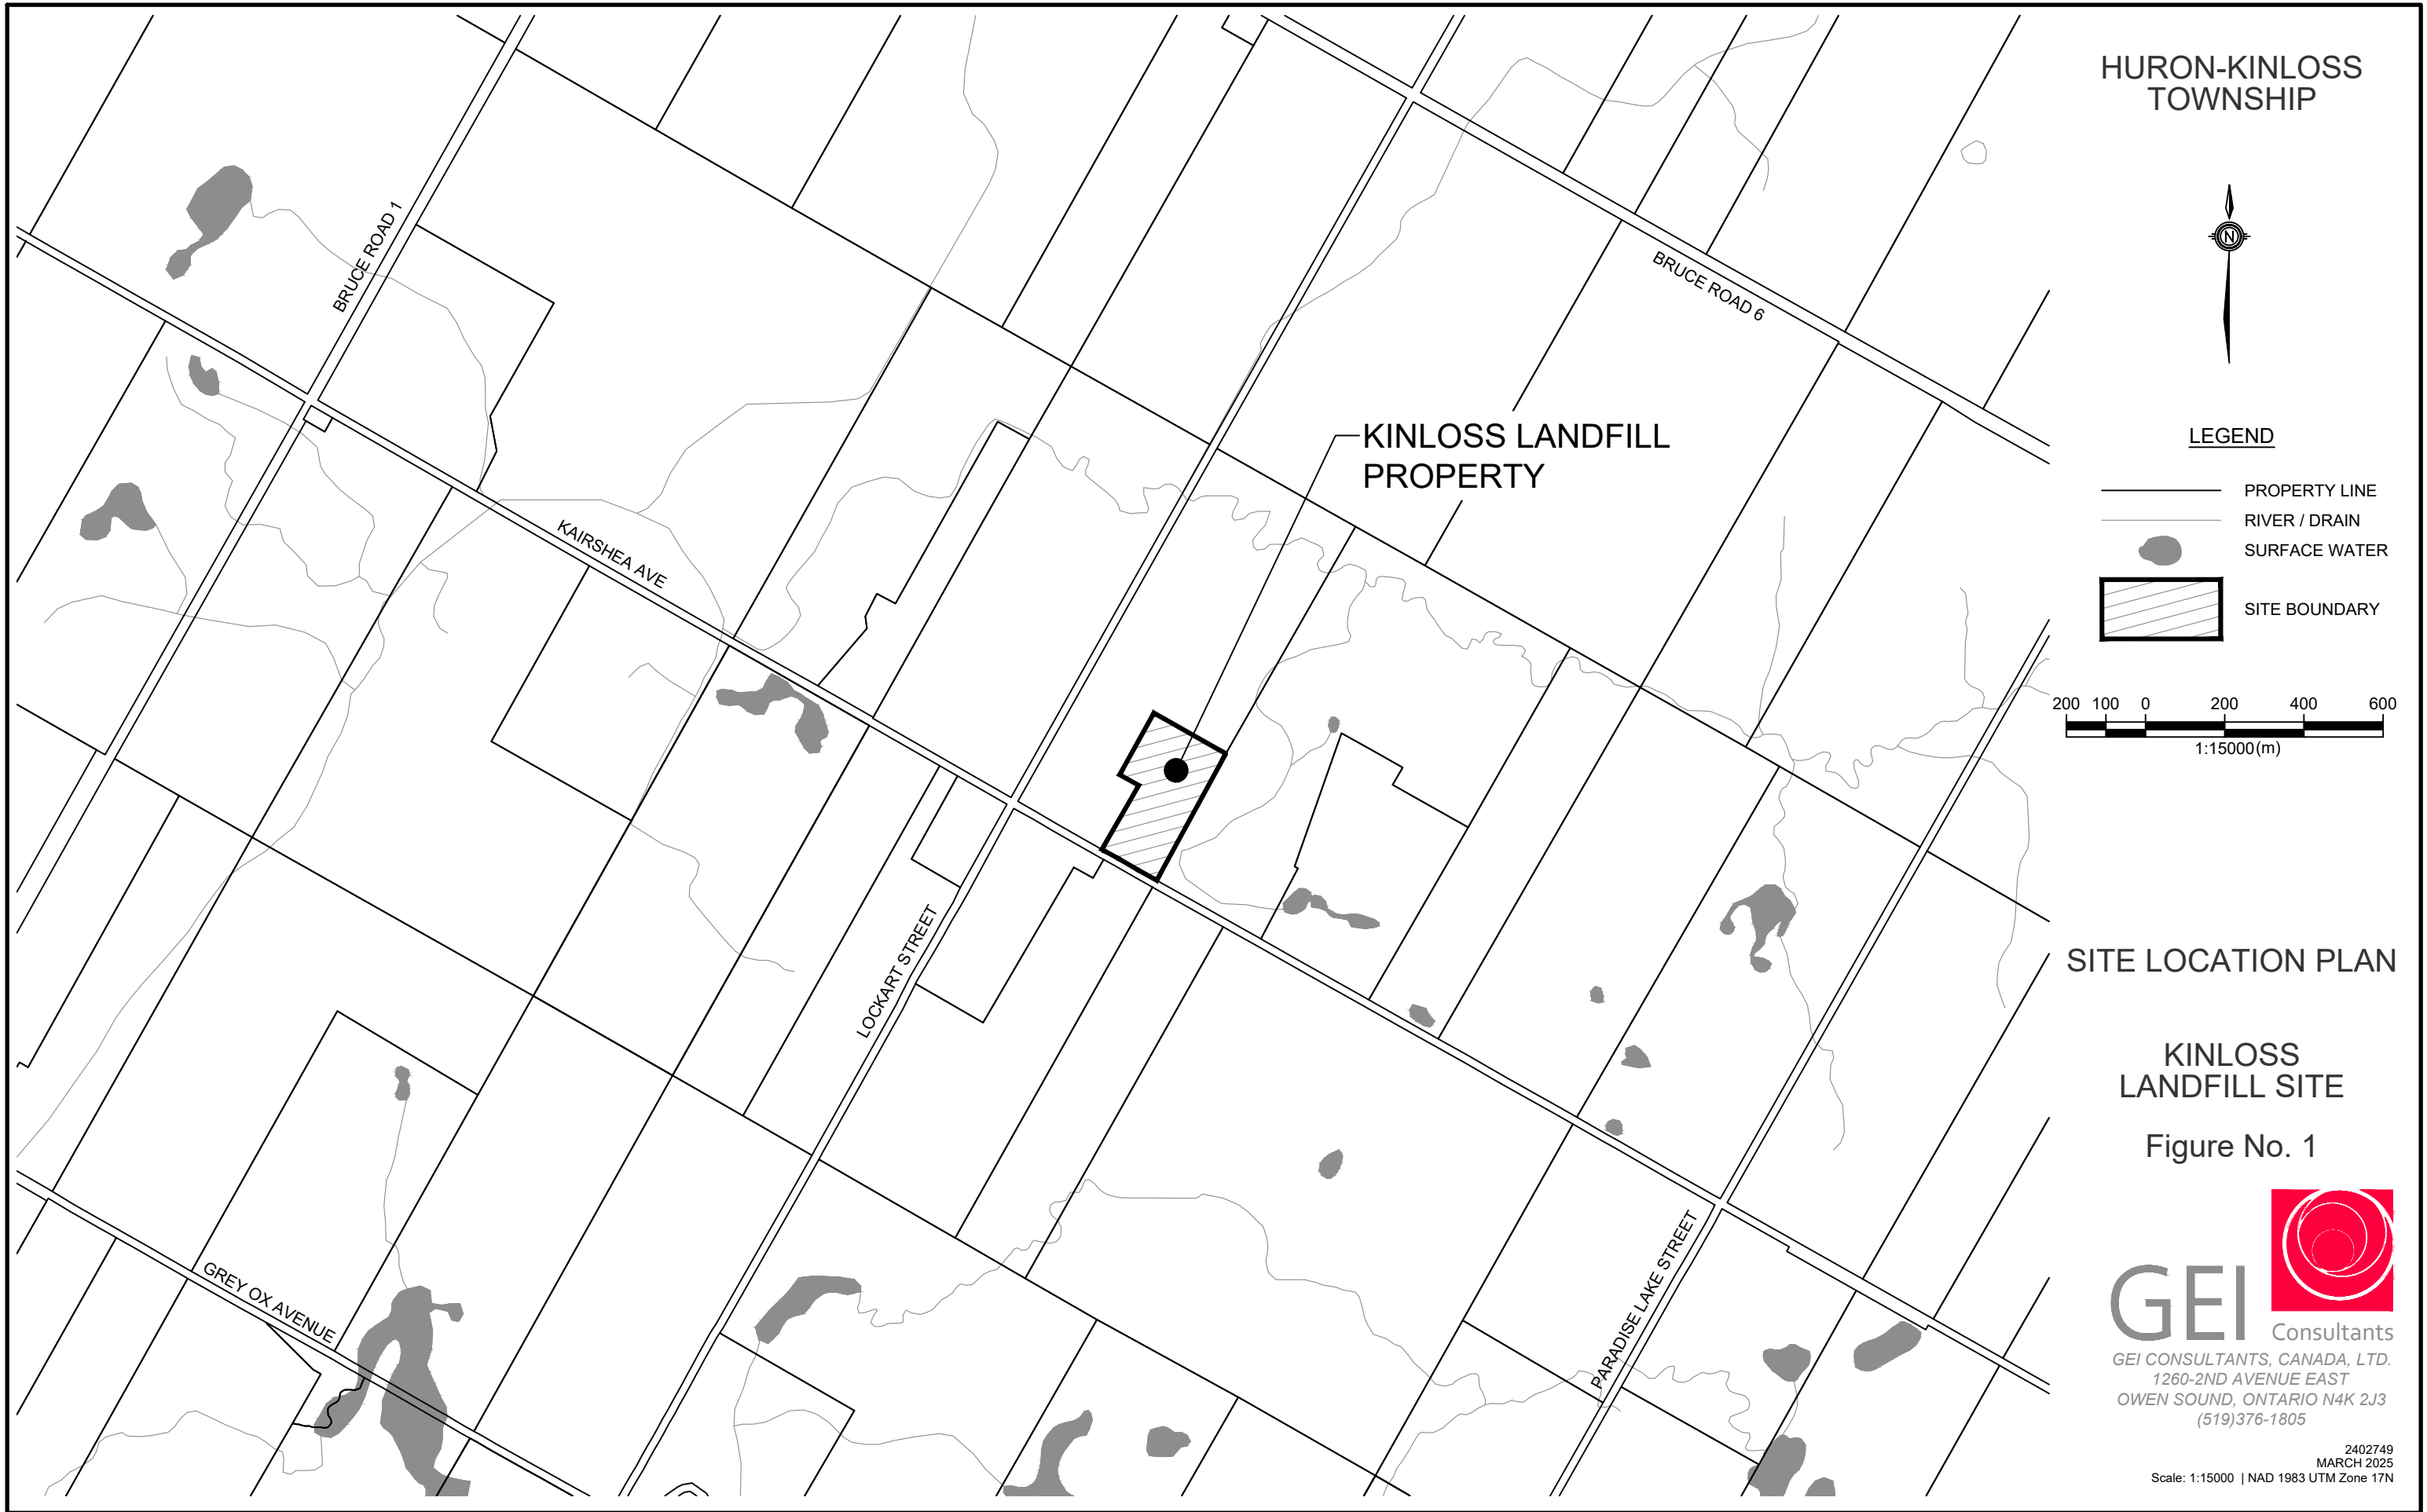 HURON-KINLOSS
TOWNSHIP
N
BRUCE ROAD 1
BRUCE ROAD 6
KINLOSS LANDFILL
PROPERTY
KAIRSHEA AVE
LOCKART STREET
GREY OX AVENUE
PARADISE LAKE STREET
LEGEND
PROPERTY LINE
RIVER / DRAIN
SURFACE WATER
SITE BOUNDARY
200 100 0 200 400 600
1:15000(m)
SITE LOCATION PLAN
KINLOSS
LANDFILL SITE
Figure No. 1
GEI
Consultants
GEI CONSULTANTS, CANADA, LTD.
1260-2ND AVENUE EAST
OWEN SOUND, ONTARIO N4K 2J3
(519)376-1805
2402749
MARCH 2025
Scale: 1:15000 | NAD 1983 UTM Zone 17N